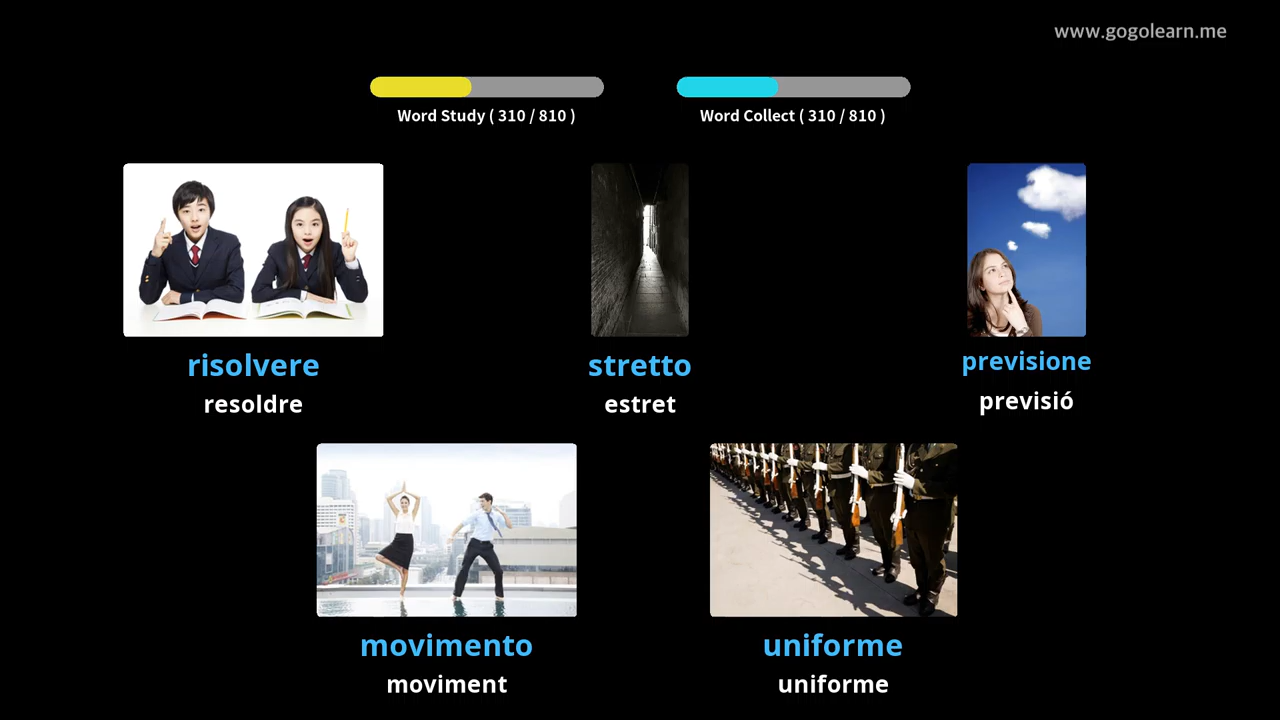 www.gogolearn.me
Word Study ( 310 / 810 )
Word Collect ( 310 / 810 )
risolvere
resoldre
stretto
estret
previsione
previsió
movimento
moviment
uniforme
uniforme